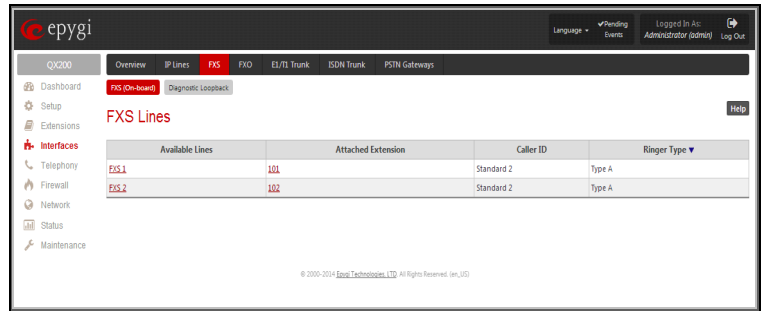 epygi
Language
Pending Events
Logged In As:
Administrator (admin)
Log Out
QX200
Overview IP Lines FXS FXO E1/T1 Trunk ISDN Trunk PSTN Gateways
Dashboard
Setup
Extensions
Interfaces
Telephony
Firewall
Network
Status
Maintenance
FXS (On-board) Diagnostic Loopback
FXS Lines
Help
Available Lines Attached Extension Caller ID Ringer Type
FXS 1 101 Standard 2 Type A
FXS 2 102 Standard 2 Type A
© 2000-2014 Epygi Technologies, LTD. All Rights Reserved. (en_US)